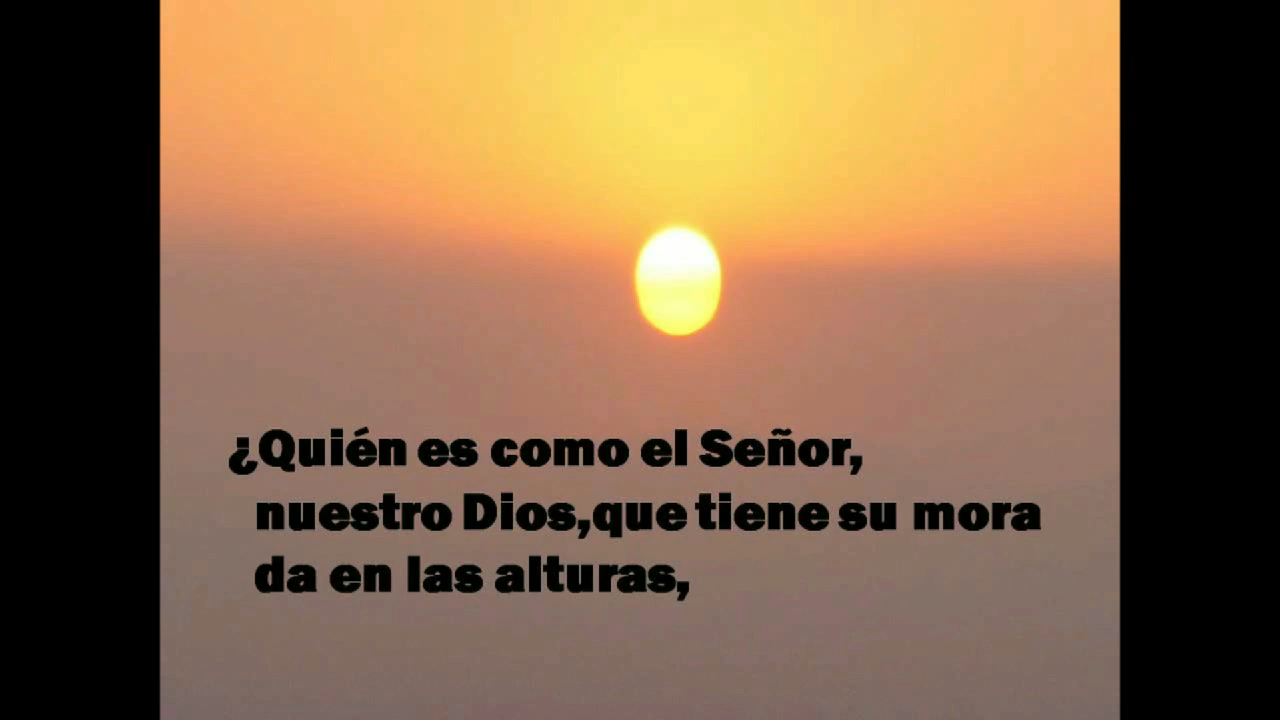 ¿Quién es como el Señor,
nuestro Dios,que tiene su mora
da en las alturas,